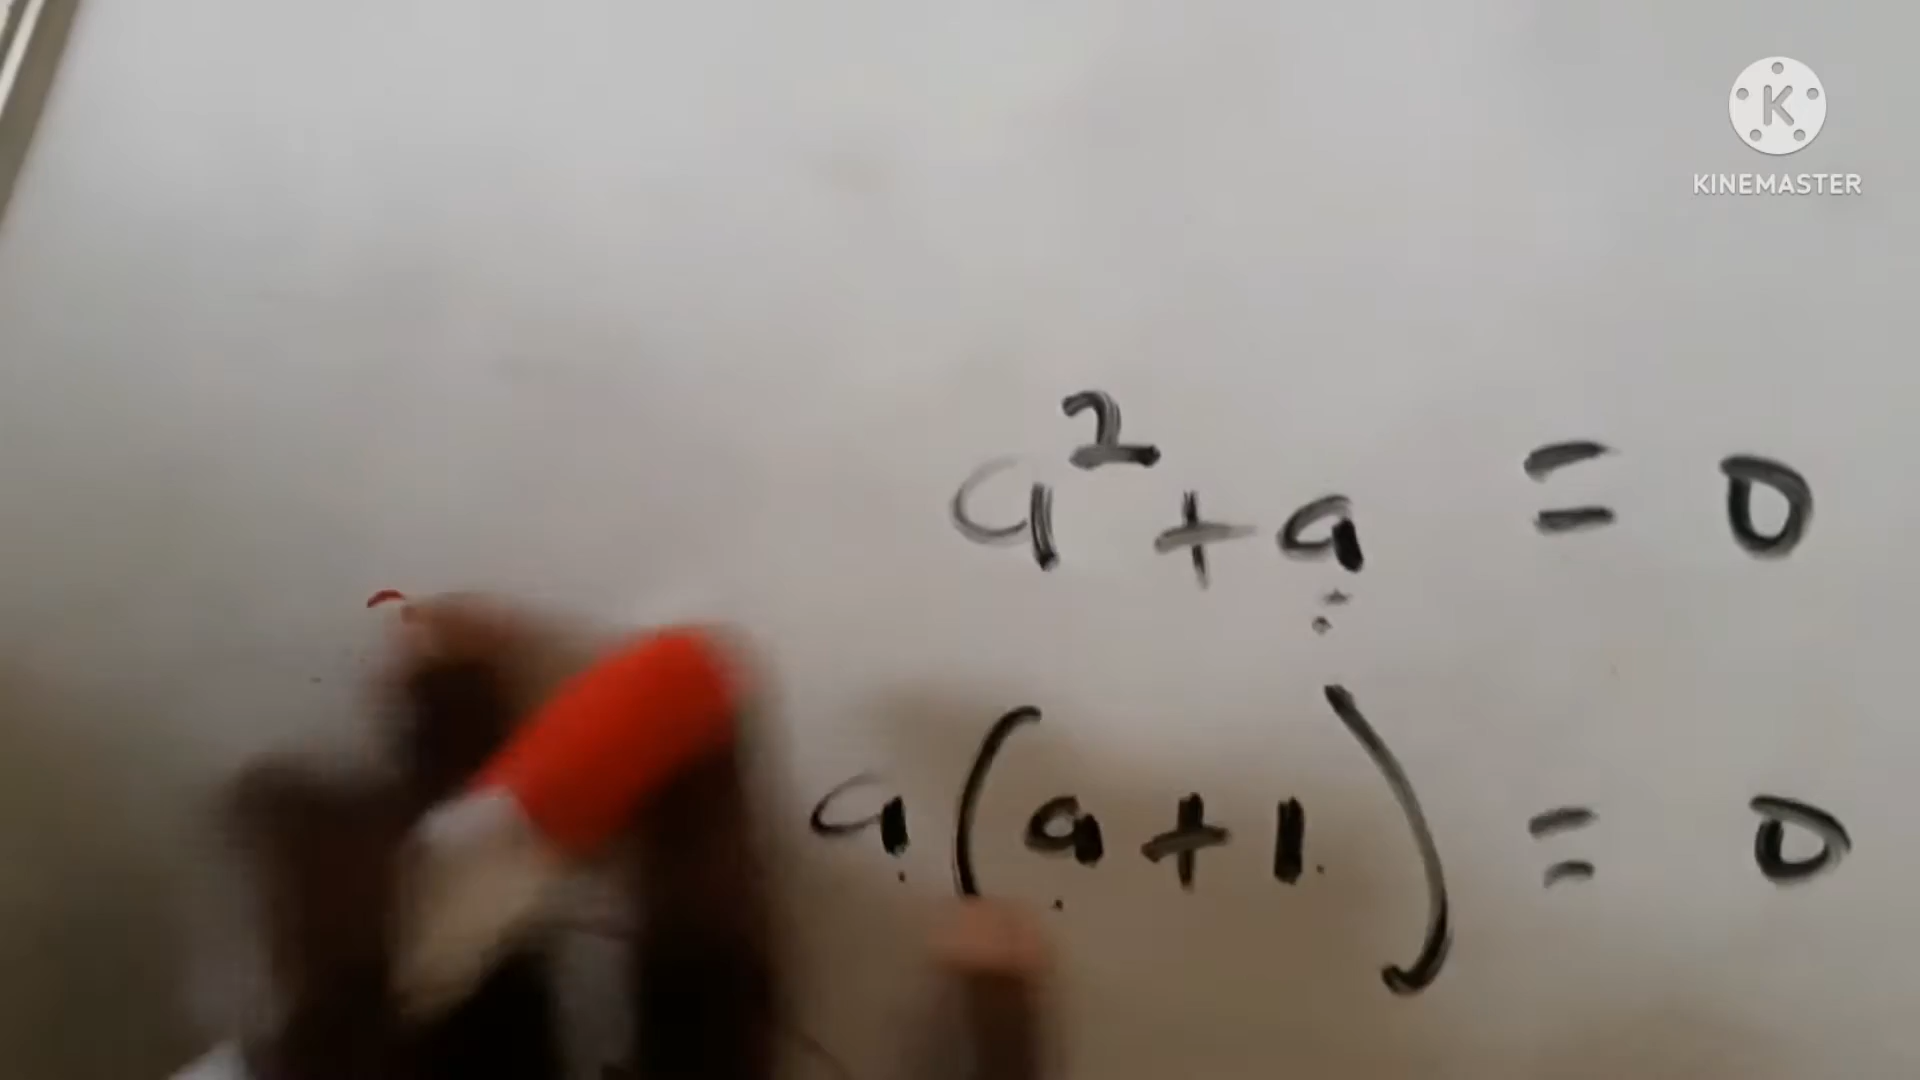 K
KINEMASTER
a² + a = 0
a(a+1) = 0